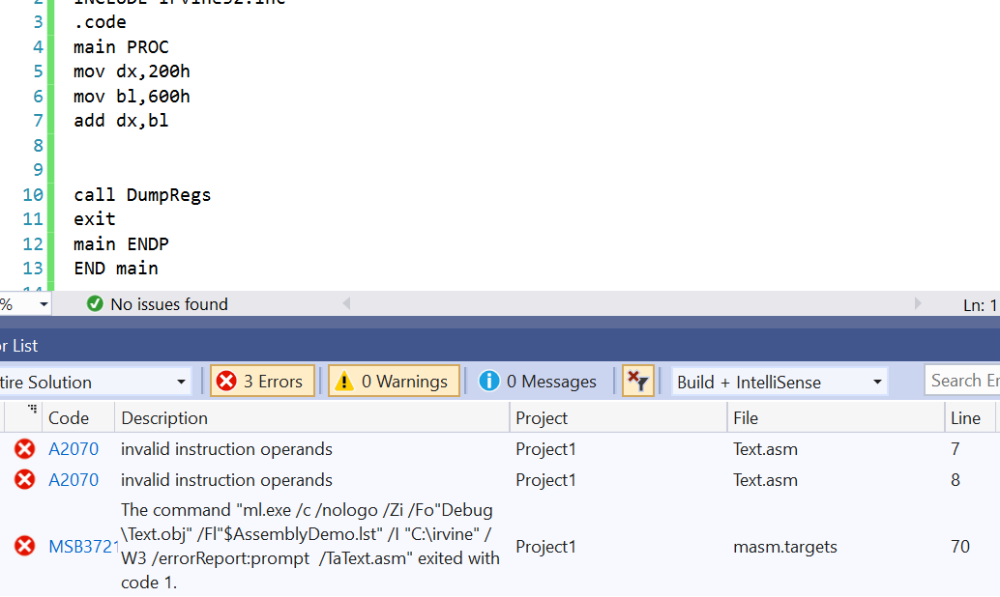 2 INCLUDE Irvine32.inc
3 .code
4 main PROC
5 mov dx,200h
6 mov bl,600h
7 add dx,bl
8
9
10 call DumpRegs
11 exit
12 main ENDP
13 END main
14
% No issues found Ln: 1
r List
tire Solution 3 Errors 0 Warnings 0 Messages Build + IntelliSense Search Er
Code Description Project File Line
A2070 invalid instruction operands Project1 Text.asm 7
A2070 invalid instruction operands Project1 Text.asm 8
The command "ml.exe /c /nologo /Zi /Fo"Debug
\Text.obj" /Fl"$AssemblyDemo.lst" /I "C:\irvine" /
MSB3721 W3 /errorReport:prompt /TaText.asm" exited with Project1 masm.targets 70
code 1.